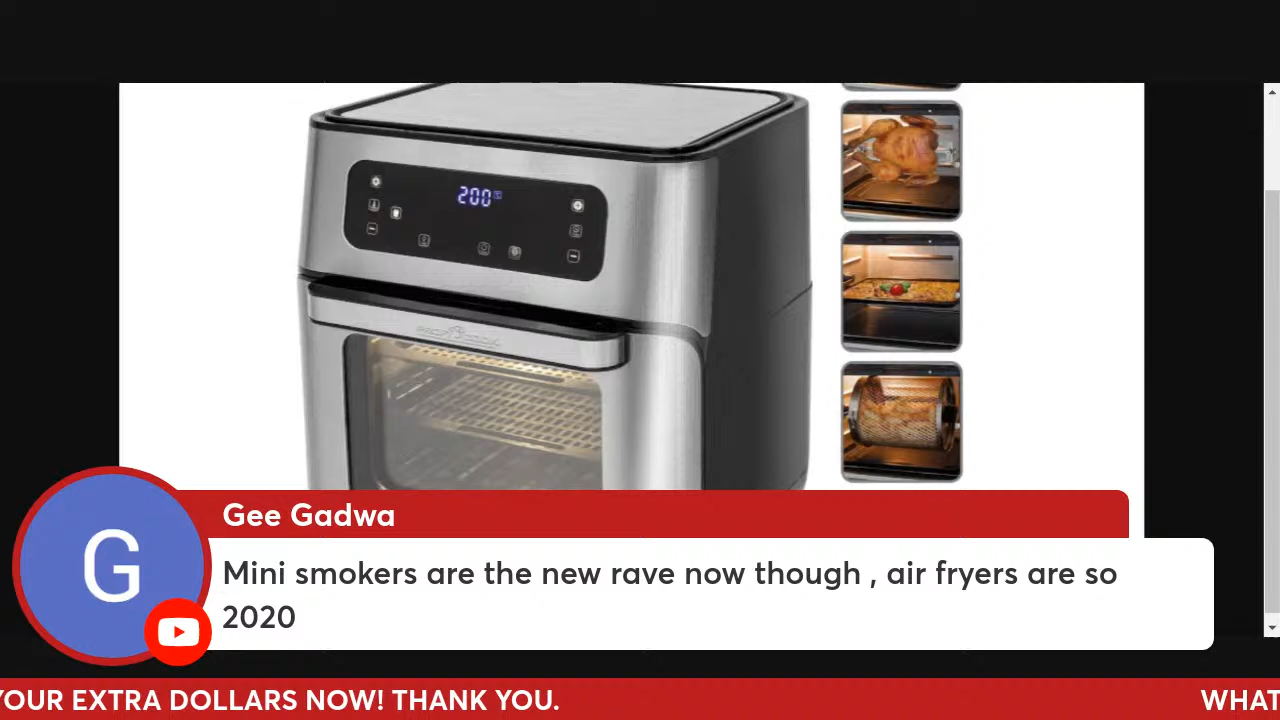 200
Gee Gadwa
G
Mini smokers are the new rave now though , air fryers are so
2020
YOUR EXTRA DOLLARS NOW! THANK YOU.
WHAT